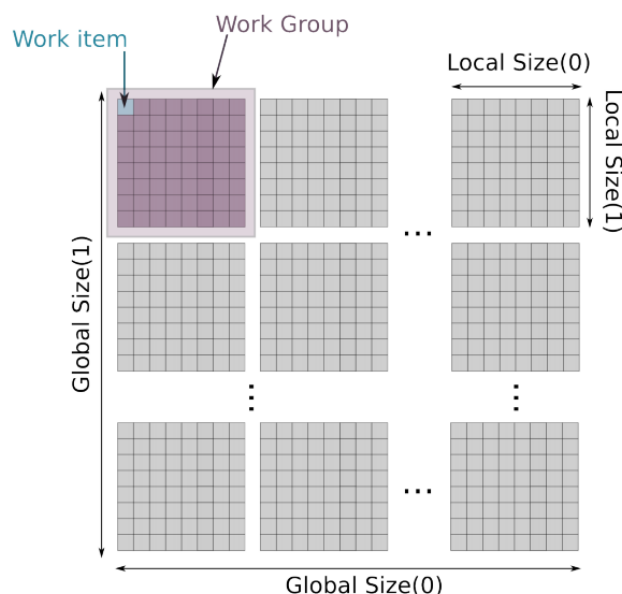 Work Group
Work item
Local Size(0)
Local Size(1)
...
Global Size(1)
...
...
...
Global Size(0)